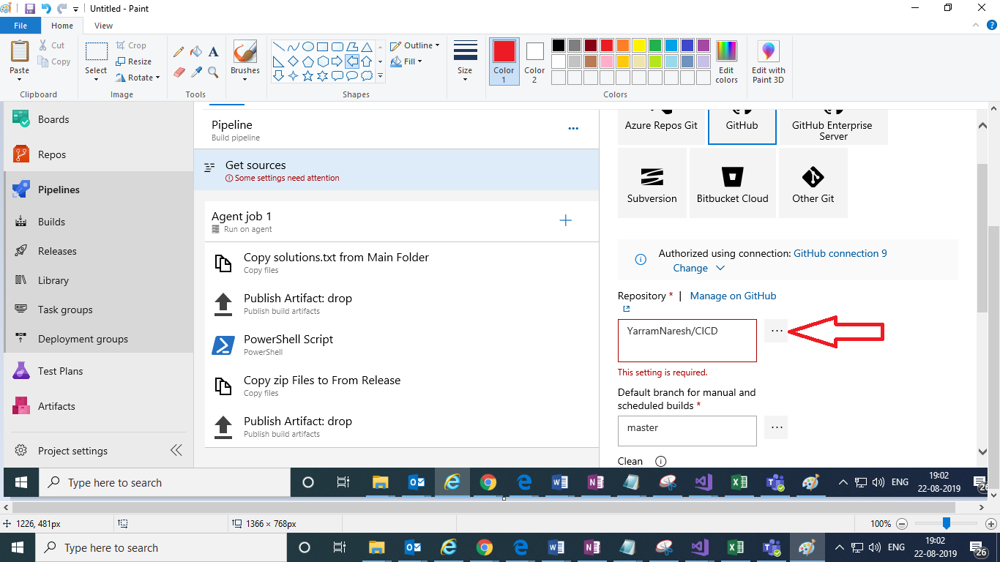 Untitled - Paint
File
Home
View
Paste
Cut
Copy
Clipboard
Select
Crop
Resize
Rotate
Image
A
Tools
Brushes
Outline
Fill
Shapes
Size
Color 1
Color 2
Edit colors
Colors
Edit with Paint 3D
Boards
Repos
Pipelines
Builds
Releases
Library
Task groups
Deployment groups
Test Plans
Artifacts
Project settings
Pipeline
Build pipeline
Get sources
Some settings need attention
Agent job 1
Run on agent
Copy solutions.txt from Main Folder
Copy files
Publish Artifact: drop
Publish build artifacts
PowerShell Script
PowerShell
Copy zip Files to From Release
Copy files
Publish Artifact: drop
Publish build artifacts
Azure Repos Git
GitHub
GitHub Enterprise
Server
Subversion
Bitbucket Cloud
Other Git
Authorized using connection: GitHub connection 9
Change
Repository * | Manage on GitHub
YarramNaresh/CICD
This setting is required.
Default branch for manual and
scheduled builds *
master
Clean
Type here to search
ENG
19:02
22-08-2019
26
1226, 481px
1366 × 768px
100%
Type here to search
ENG
19:02
22-08-2019
26